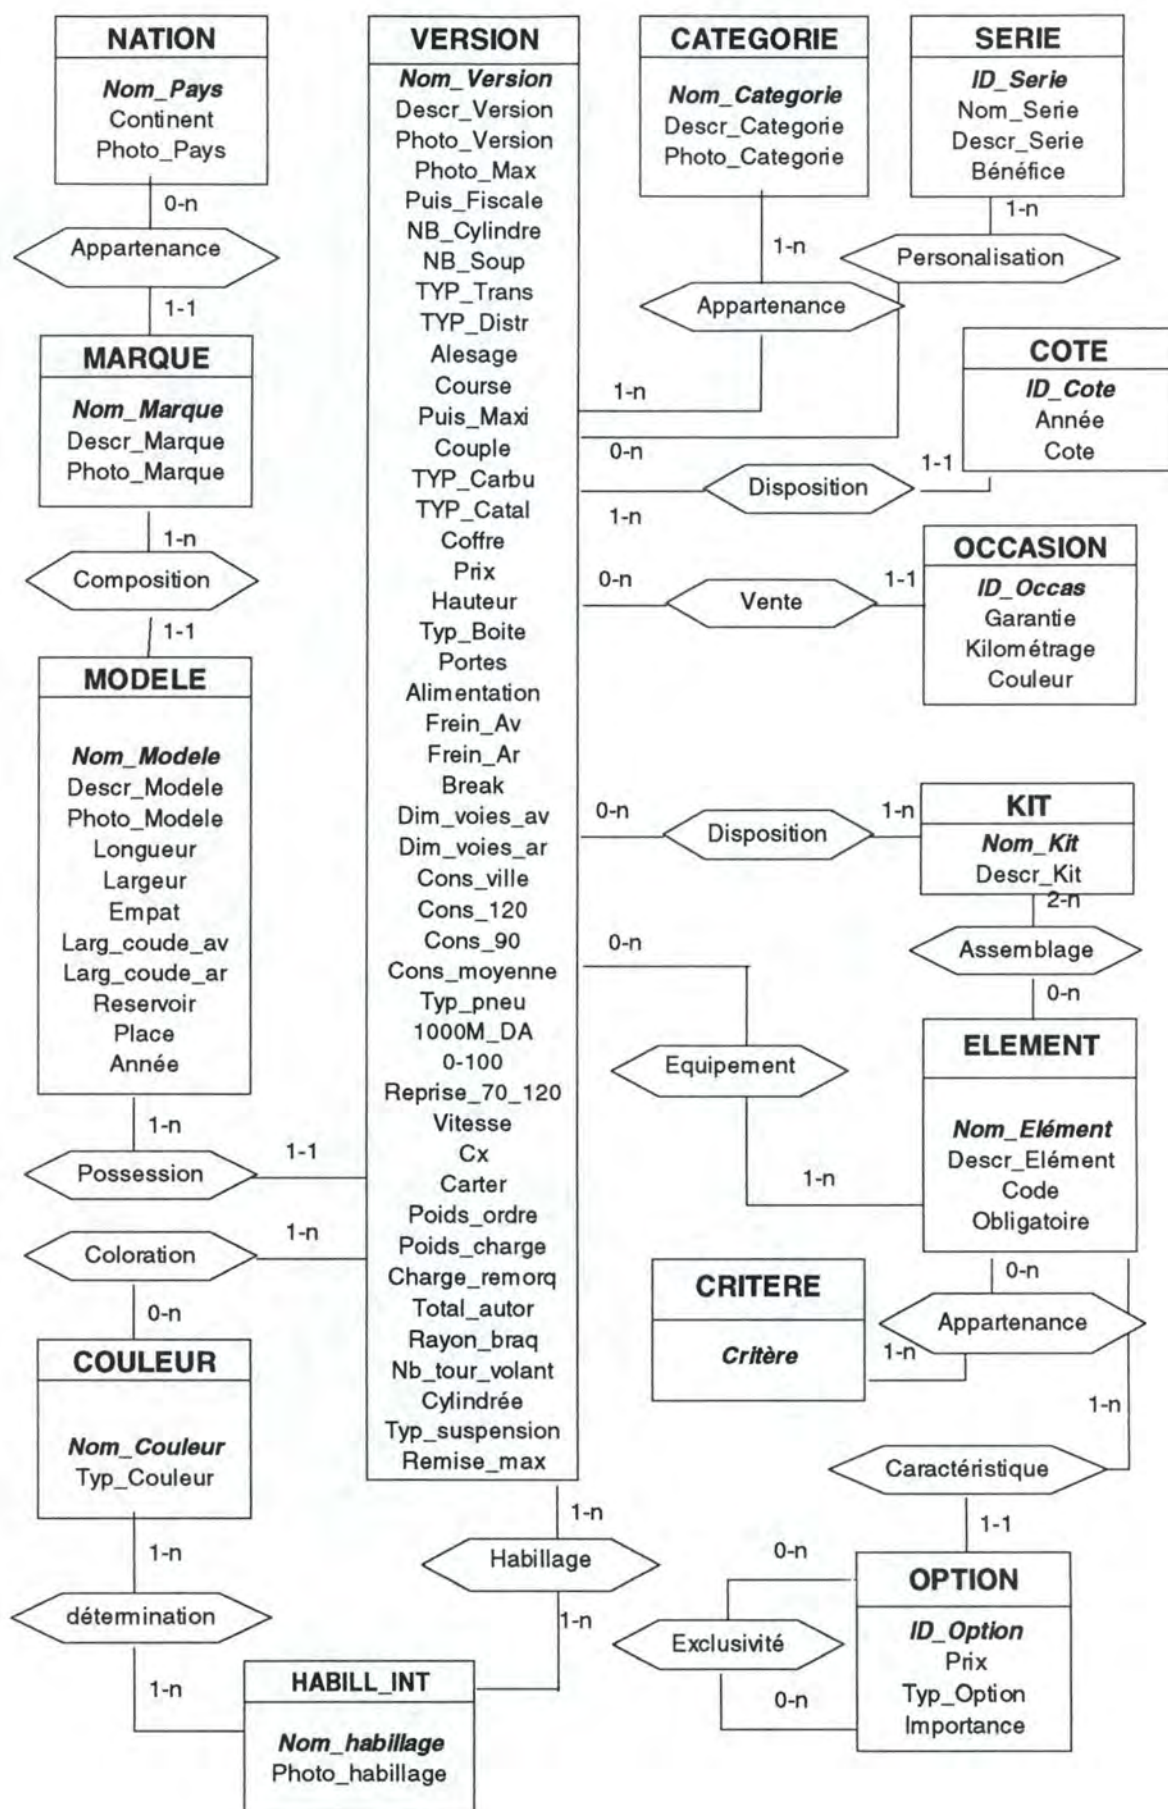 NATION
Nom_Pays
Continent
Photo_Pays
0-n
Appartenance
1-1
MARQUE
Nom_Marque
Descr_Marque
Photo_Marque
1-n
Composition
1-1
MODELE
Nom_Modele
Descr_Modele
Photo_Modele
Longueur
Largeur
Empat
Larg_coude_av
Larg_coude_ar
Reservoir
Place
Année
1-n
Possession
1-1
Coloration
1-n
0-n
COULEUR
Nom_Couleur
Typ_Couleur
1-n
détermination
1-n
HABILL_INT
Nom_habillage
Photo_habillage
VERSION
Nom_Version
Descr_Version
Photo_Version
Photo_Max
Puis_Fiscale
NB_Cylindre
NB_Soup
TYP_Trans
TYP_Distr
Alesage
Course
Puis_Maxi
Couple
TYP_Carbu
TYP_Catal
Coffre
Prix
Hauteur
Typ_Boite
Portes
Alimentation
Frein_Av
Frein_Ar
Break
Dim_voies_av
Dim_voies_ar
Cons_ville
Cons_120
Cons_90
Cons_moyenne
Typ_pneu
1000M_DA
0-100
Reprise_70_120
Vitesse
Cx
Carter
Poids_ordre
Poids_charge
Charge_remorq
Total_autor
Rayon_braq
Nb_tour_volant
Cylindrée
Typ_suspension
Remise_max
1-n
Habillage
1-n
CATEGORIE
Nom_Categorie
Descr_Categorie
Photo_Categorie
1-n
Appartenance
1-n
SERIE
ID_Serie
Nom_Serie
Descr_Serie
Bénéfice
1-n
Personalisation
0-n
COTE
ID_Cote
Année
Cote
1-1
Disposition
1-n
OCCASION
ID_Occas
Garantie
Kilométrage
Couleur
0-n
Vente
1-1
KIT
Nom_Kit
Descr_Kit
0-n
Disposition
1-n
2-n
Assemblage
0-n
ELEMENT
Nom_Elément
Descr_Elément
Code
Obligatoire
0-n
Equipement
1-n
0-n
Appartenance
1-n
CRITERE
Critère
1-n
Caractéristique
1-1
OPTION
ID_Option
Prix
Typ_Option
Importance
0-n
Exclusivité
0-n